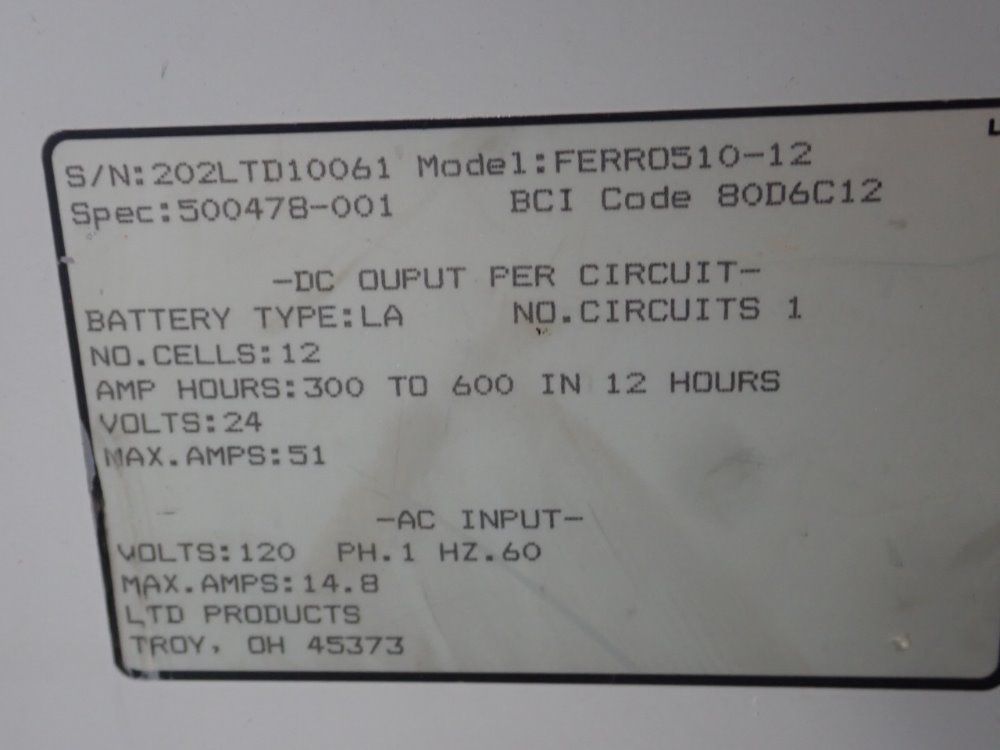 S/N:202LTD10061 Model:FERRO510-12
Spec:500478-001 BCI Code 80D6C12
-DC OUPUT PER CIRCUIT-
BATTERY TYPE:LA NO.CIRCUITS 1
NO.CELLS:12
AMP HOURS:300 TO 600 IN 12 HOURS
VOLTS:24
MAX.AMPS:51
-AC INPUT-
VOLTS:120 PH.1 HZ.60
MAX.AMPS:14.8
LTD PRODUCTS
TROY, OH 45373